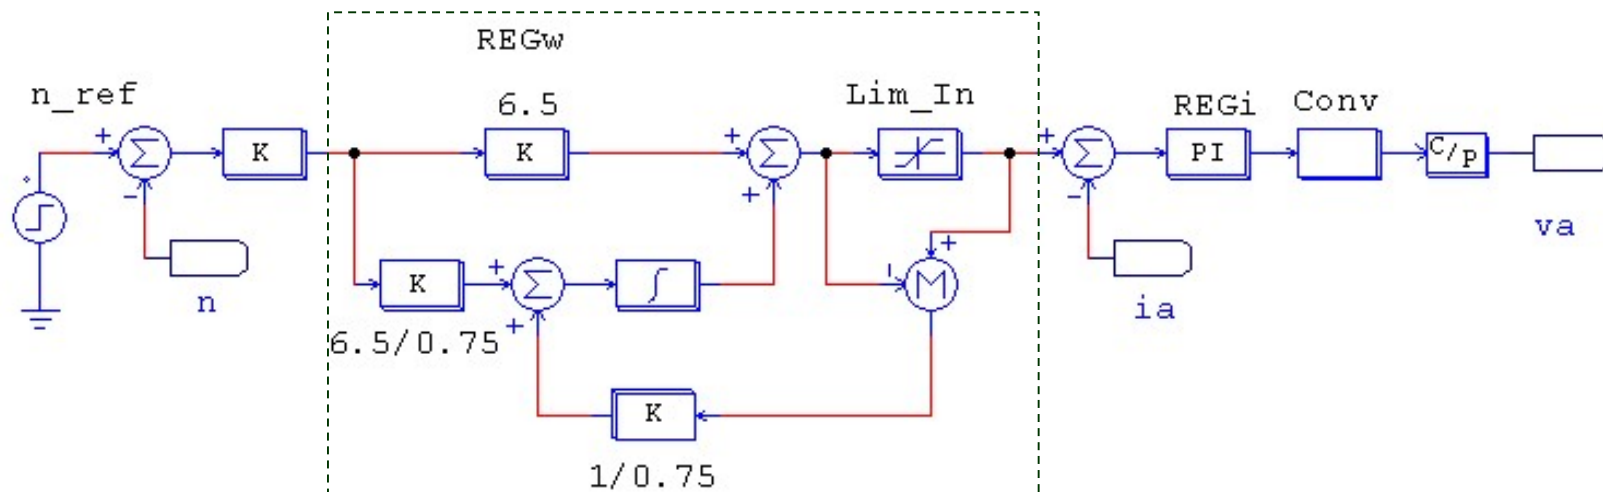 REGw
n_ref
6.5
Lim_In
REGi
Conv
+
Σ
K
K
+
Σ
+
Σ
PI
C/P
−
+
−
va
n
K
+
Σ
∫
+
-
M
ia
6.5/0.75
+
K
1/0.75